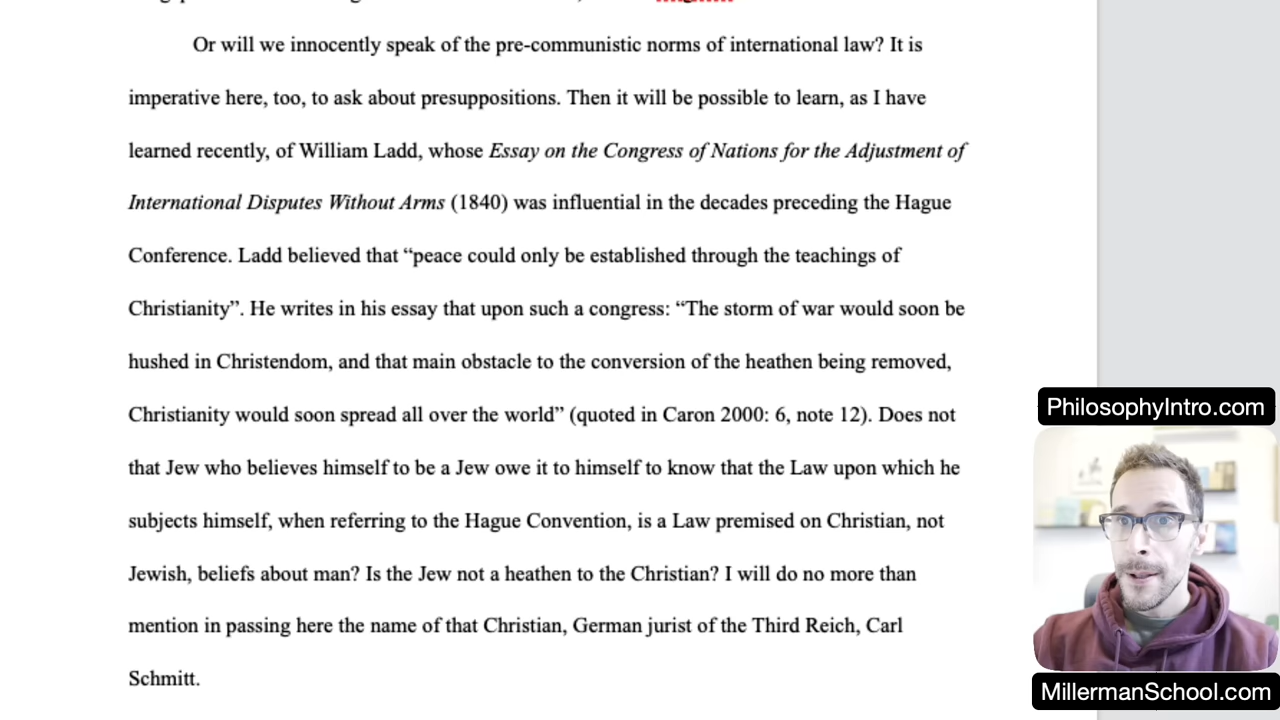 Or will we innocently speak of the pre-communistic norms of international law? It is
imperative here, too, to ask about presuppositions. Then it will be possible to learn, as I have
learned recently, of William Ladd, whose Essay on the Congress of Nations for the Adjustment of
International Disputes Without Arms (1840) was influential in the decades preceding the Hague
Conference. Ladd believed that “peace could only be established through the teachings of
Christianity”. He writes in his essay that upon such a congress: “The storm of war would soon be
hushed in Christendom, and that main obstacle to the conversion of the heathen being removed,
Christianity would soon spread all over the world” (quoted in Caron 2000: 6, note 12). Does not
that Jew who believes himself to be a Jew owe it to himself to know that the Law upon which he
subjects himself, when referring to the Hague Convention, is a Law premised on Christian, not
Jewish, beliefs about man? Is the Jew not a heathen to the Christian? I will do no more than
mention in passing here the name of that Christian, German jurist of the Third Reich, Carl
Schmitt.
PhilosophyIntro.com
MillermanSchool.com